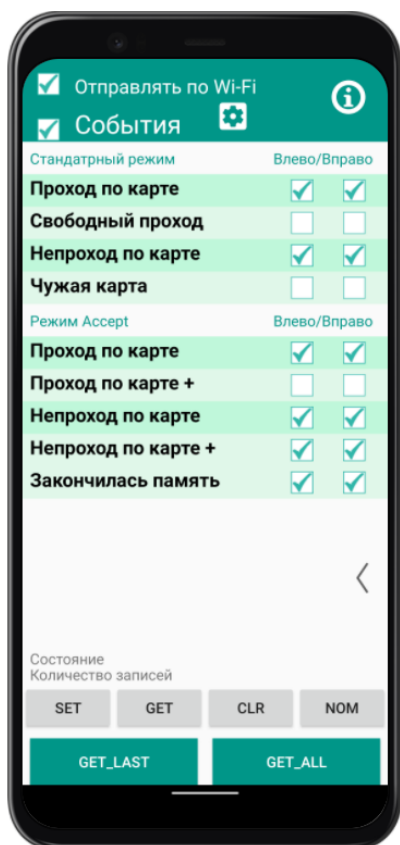 Отправлять по Wi-Fi
События
Стандатрный режим Влево/Вправо
Проход по карте
Свободный проход
Непроход по карте
Чужая карта
Режим Accept Влево/Вправо
Проход по карте
Проход по карте +
Непроход по карте
Непроход по карте +
Закончилась память
Состояние
Количество записей
SET GET CLR NOM
GET_LAST GET_ALL